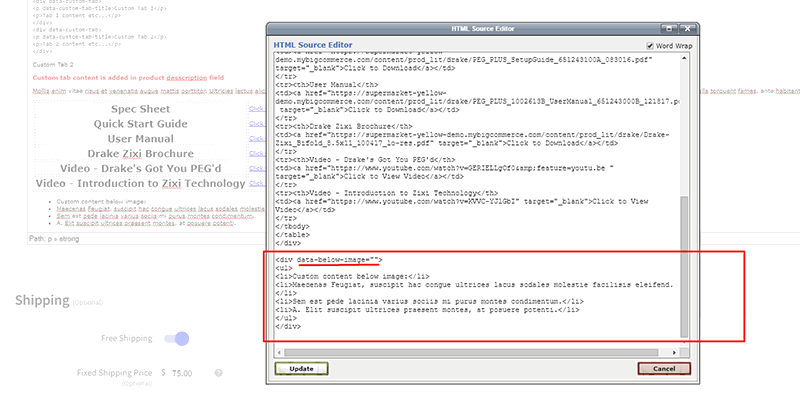 <p data-custom-tab-title>Custom Tab 1</p>
<p>Tab 1 content etc...</p>
</div>
<div data-custom-tab>
<p data-custom-tab-title>Custom Tab 2</p>
<p>Tab 2 content etc...</p>
</div>
Custom Tab 2
Custom tab content is added in product description field
Mollis enim vitae risus at venenatis augue mattis porttitor. Ultricies lectus
torquent fames, ante habitant
Spec Sheet Click
Quick Start Guide Click
User Manual Click
Drake Zixi Brochure Click
Video - Drake's Got You PEG'd Click
Video - Introduction to Zixi Technology Click
Custom content below image:
Maecenas Feugiat, suscipit hac congue ultrices lacus sodales molestie
Sem est pede lacinia varius sociis mi purus montes condimentum.
A. Elit suscipit ultrices praesent montes, at posuere potenti.
Path: p » strong
Shipping (Optional)
Free Shipping
Fixed Shipping Price $ 75.00
(Optional)
HTML Source Editor
HTML Source Editor Word Wrap
demo.mybigcommerce.com/content/prod_lit/drake/PEG_PLUS_SetupGuide_651243100A_083016.pdf"
target="_blank">Click to Download</a></td>
</tr>
<tr><th>User Manual</th>
<td><a href="https://supermarket-yellow-
demo.mybigcommerce.com/content/prod_lit/drake/PEG_PLUS_1002613B_UserManual_651243000B_121817.pdf"
target="_blank">Click to Download</a></td>
</tr>
<tr><th>Drake Zixi Brochure</th>
<td><a href="https://supermarket-yellow-demo.mybigcommerce.com/content/prod_lit/drake/Drake-
Zixi_Bifold_8.5x11_100417_lo-res.pdf" target="_blank">Click to Download</a></td>
</tr>
<tr><th>Video - Drake's Got You PEG'd</th>
<td><a href="https://www.youtube.com/watch?v=GERIELLgOf0&amp;feature=youtu.be "
target="_blank">Click to View Video</a></td>
</tr>
<tr><th>Video - Introduction to Zixi Technology</th>
<td><a href="https://www.youtube.com/watch?v=XVVC-YJlGbI" target="_blank">Click to View
Video</a></td>
</tr>
</tbody>
</table>
</div>
<div data-below-image="">
<ul>
<li>Custom content below image:</li>
<li>Maecenas Feugiat, suscipit hac congue ultrices lacus sodales molestie facilisis eleifend.
</li>
<li>Sem est pede lacinia varius sociis mi purus montes condimentum.</li>
<li>A. Elit suscipit ultrices praesent montes, at posuere potenti.</li>
</ul>
</div>
Update Cancel